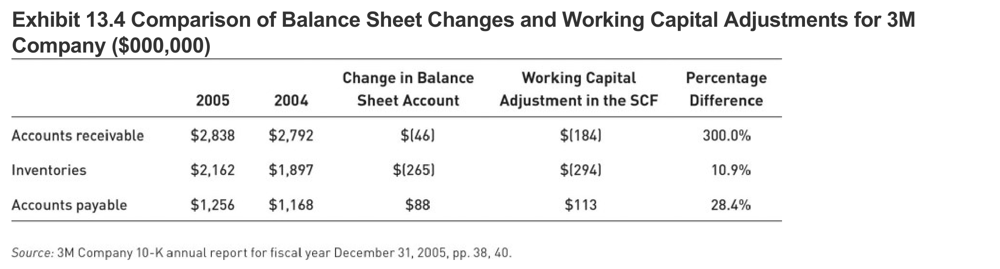 Exhibit 13.4 Comparison of Balance Sheet Changes and Working Capital Adjustments for 3M
Company ($000,000)
Change in Balance Working Capital Percentage
2005 2004 Sheet Account Adjustment in the SCF Difference
Accounts receivable $2,838 $2,792 $(46) $(184) 300.0%
Inventories $2,162 $1,897 $(265) $(294) 10.9%
Accounts payable $1,256 $1,168 $88 $113 28.4%
Source: 3M Company 10-K annual report for fiscal year December 31, 2005, pp. 38, 40.